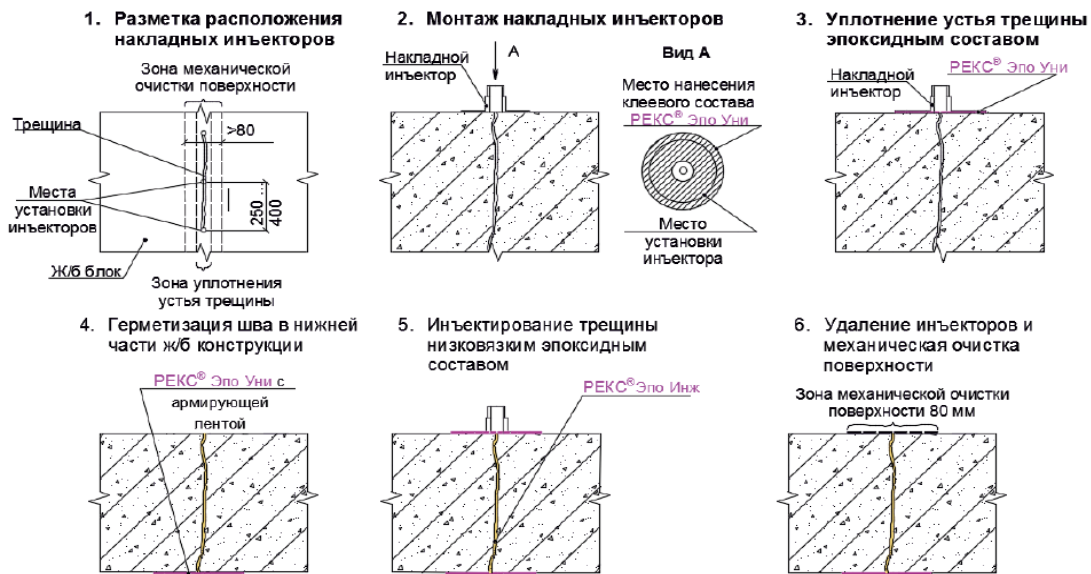 1. Разметка расположения
накладных инъекторов
Зона механической
очистки поверхности
Трещина
>80
Места
установки
инъекторов
250
400
Ж/б блок
Зона уплотнения
устья трещины
2. Монтаж накладных инъекторов
Накладной
инъектор
А
Вид А
Место нанесения
клеевого состава
РЕКС® Эпо Уни
Место
установки
инъектора
3. Уплотнение устья трещины
эпоксидным составом
Накладной
инъектор
РЕКС® Эпо Уни
4. Герметизация шва в нижней
части ж/б конструкции
РЕКС® Эпо Уни с
армирующей
лентой
5. Инъектирование трещины
низковязким эпоксидным
составом
РЕКС®Эпо Инж
6. Удаление инъекторов и
механическая очистка
поверхности
Зона механической очистки
поверхности 80 мм